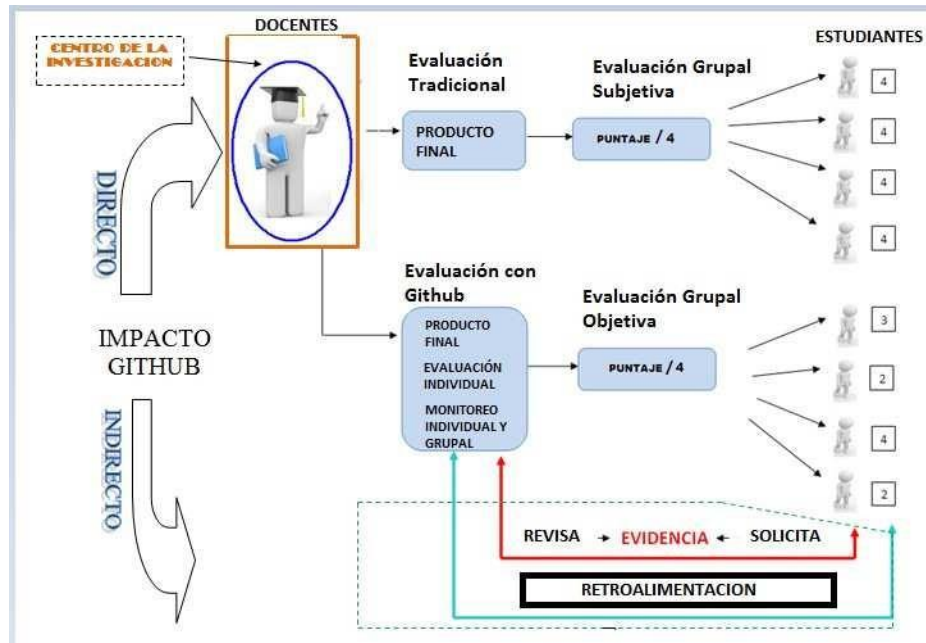 DOCENTES
ESTUDIANTES
CENTRO DE LA
INVESTIGACION
Evaluación
Tradicional
Evaluación Grupal
Subjetiva
PRODUCTO
FINAL
PUNTAJE / 4
4
4
4
4
DIRECTO
IMPACTO
GITHUB
INDIRECTO
Evaluación con
Github
Evaluación Grupal
Objetiva
PRODUCTO
FINAL
EVALUACIÓN
INDIVIDUAL
MONITOREO
INDIVIDUAL Y
GRUPAL
PUNTAJE / 4
3
2
4
2
REVISA EVIDENCIA SOLICITA
RETROALIMENTACION